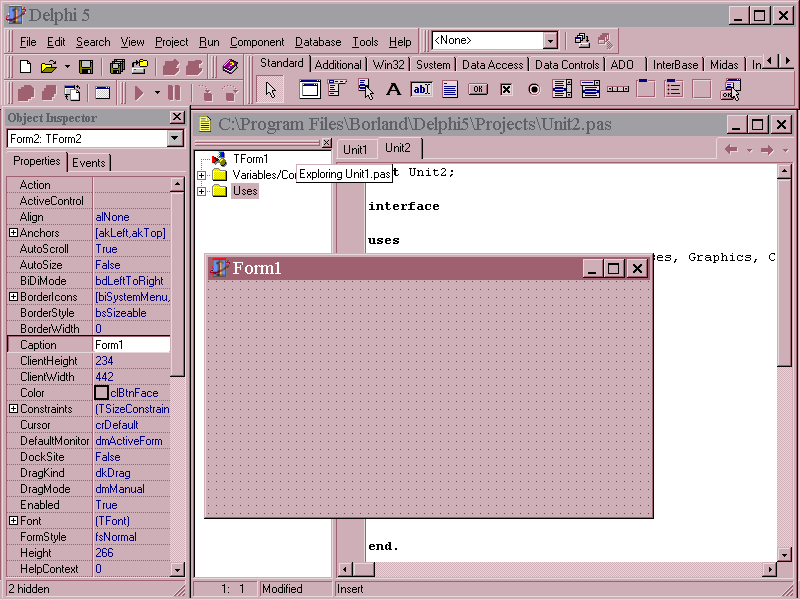 Delphi 5
File Edit Search View Project Run Component Database Tools Help
<None>
Standard Additional Win32 System Data Access Data Controls ADO InterBase Midas In
Object Inspector
Form2: TForm2
Properties Events
Action
ActiveControl
Align alNone
Anchors [akLeft,akTop]
AutoScroll True
AutoSize False
BiDiMode bdLeftToRight
BorderIcons [biSystemMenu,
BorderStyle bsSizeable
BorderWidth 0
Caption Form1
ClientHeight 234
ClientWidth 442
Color clBtnFace
Constraints (TSizeConstrain
Cursor crDefault
DefaultMonitor dmActiveForm
DockSite False
DragKind dkDrag
DragMode dmManual
Enabled True
Font (TFont)
FormStyle fsNormal
Height 266
HelpContext 0
2 hidden
C:\Program Files\Borland\Delphi5\Projects\Unit2.pas
TForm1
Variables/Co
Uses
Exploring Unit1.pas
Unit1 Unit2
t Unit2;
interface
uses
es, Graphics, C
Form1
end.
1: 1 Modified Insert